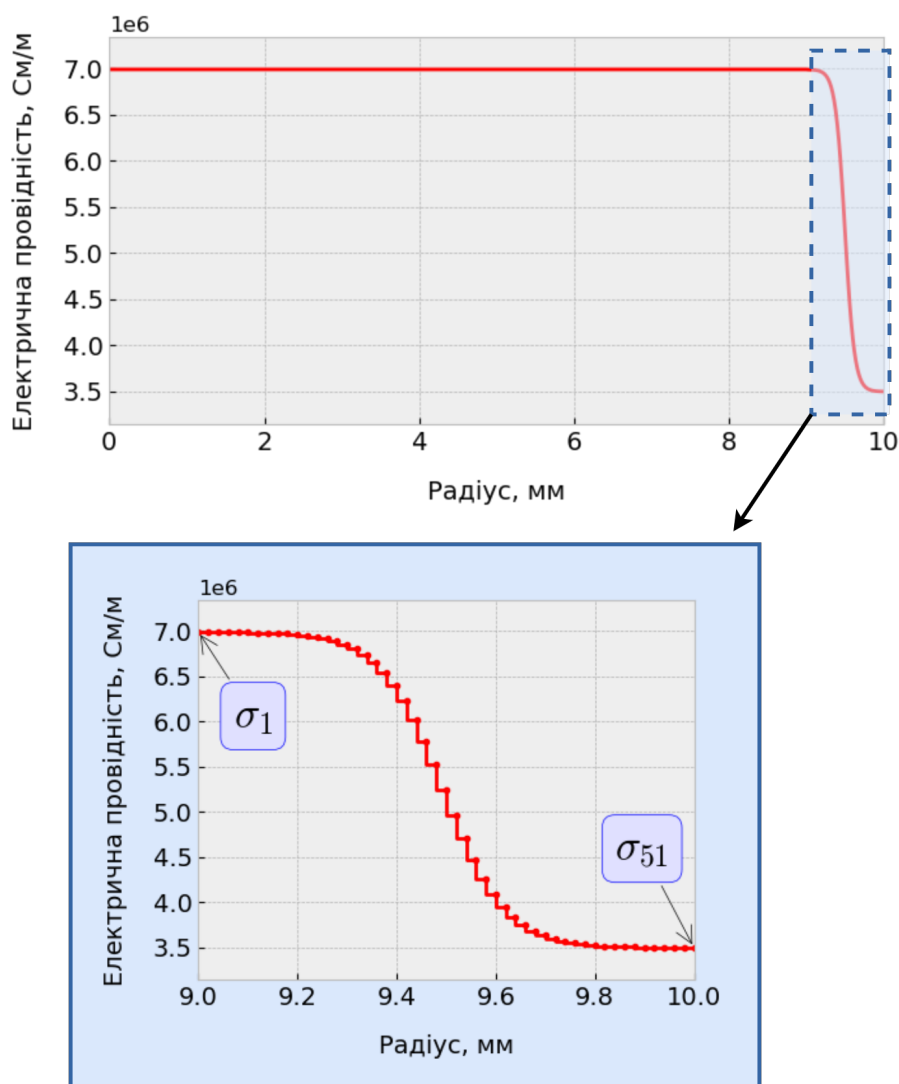 1e6
Електрична провідність, См/м
7.0
6.5
6.0
5.5
5.0
4.5
4.0
3.5
0 2 4 6 8 10
Радіус, мм
1e6
Електрична провідність, См/м
7.0
6.5
6.0
5.5
5.0
4.5
4.0
3.5
σ₁
σ₅₁
9.0 9.2 9.4 9.6 9.8 10.0
Радіус, мм